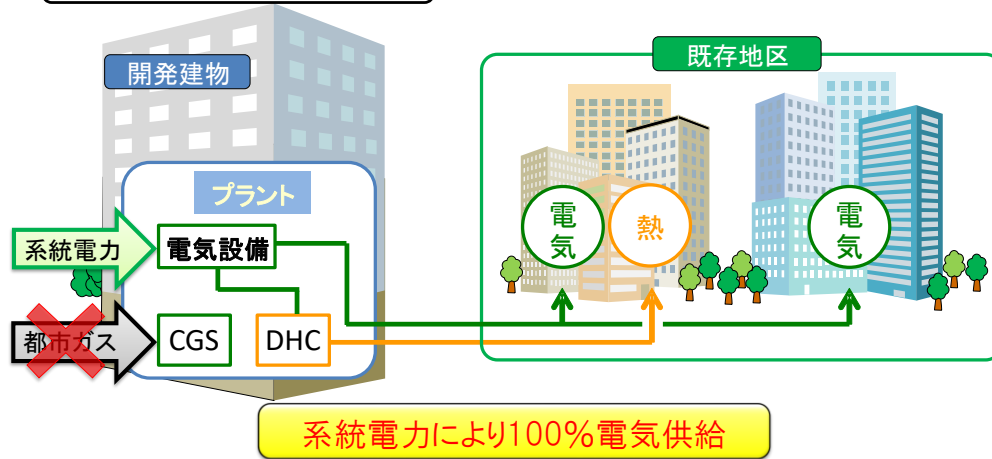 開発建物
既存地区
プラント
系統電力
電気設備
電気
熱
電気
都市ガス
CGS
DHC
系統電力により100％電気供給